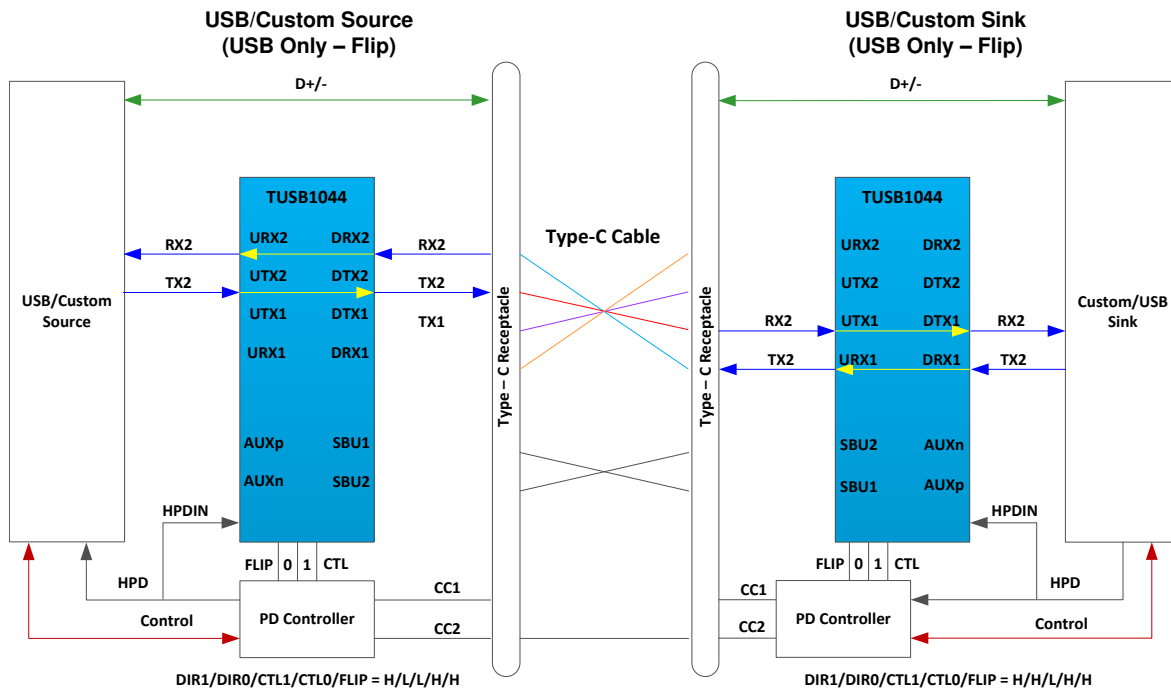 USB/Custom Source
(USB Only – Flip)
USB/Custom Sink
(USB Only – Flip)
D+/-
D+/-
TUSB1044
TUSB1044
RX2
URX2
DRX2
RX2
Type-C Cable
URX2
DRX2
TX2
UTX2
DTX2
TX2
UTX2
DTX2
USB/Custom
Source
UTX1
DTX1
TX1
RX2
UTX1
DTX1
RX2
Custom/USB
Sink
URX1
DRX1
TX2
URX1
DRX1
TX2
Type – C Receptacle
Type – C Receptacle
AUXp
SBU1
SBU2
AUXn
AUXn
SBU2
SBU1
AUXp
HPDIN
HPDIN
FLIP
0
1
CTL
FLIP
0
1
CTL
HPD
CC1
CC1
HPD
Control
PD Controller
CC2
CC2
PD Controller
Control
DIR1/DIR0/CTL1/CTL0/FLIP = H/L/L/H/H
DIR1/DIR0/CTL1/CTL0/FLIP = H/H/L/H/H